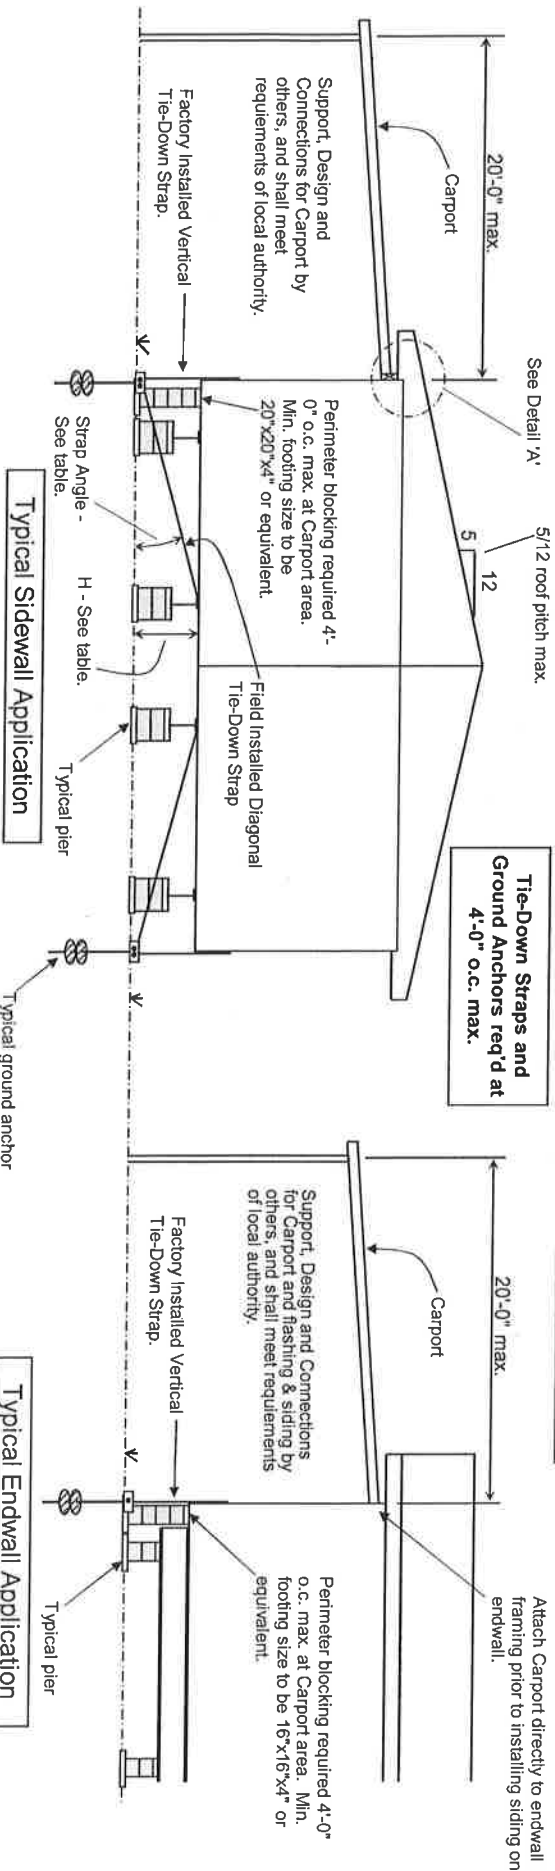 20'-0" max.
Carport
Support, Design and
Connections for Carport by
others, and shall meet
requiements of local authority.
Factory Installed Vertical
Tie-Down Strap.
See Detail 'A'
5/12 roof pitch max.
5
12
Perimeter blocking required 4'-
0" o.c. max. at Carport area.
Min. footing size to be
20"x20"x4" or equivalent.
Strap Angle -
See table.
H - See table.
Field Installed Diagonal
Tie-Down Strap
Typical pier
Typical ground anchor
Typical Sidewall Application
Tie-Down Straps and
Ground Anchors req'd at
4'-0" o.c. max.
20'-0" max.
Carport
Support, Design and Connections
for Carport and flashing & siding by
others, and shall meet requiements
of local authority.
Factory Installed Vertical
Tie-Down Strap.
Attach Carport directly to endwall
framing prior to installing siding on
endwall.
Perimeter blocking required 4'-0"
o.c. max. at Carport area. Min.
footing size to be 16"x16"x4" or
equivalent.
Typical pier
Typical Endwall Application